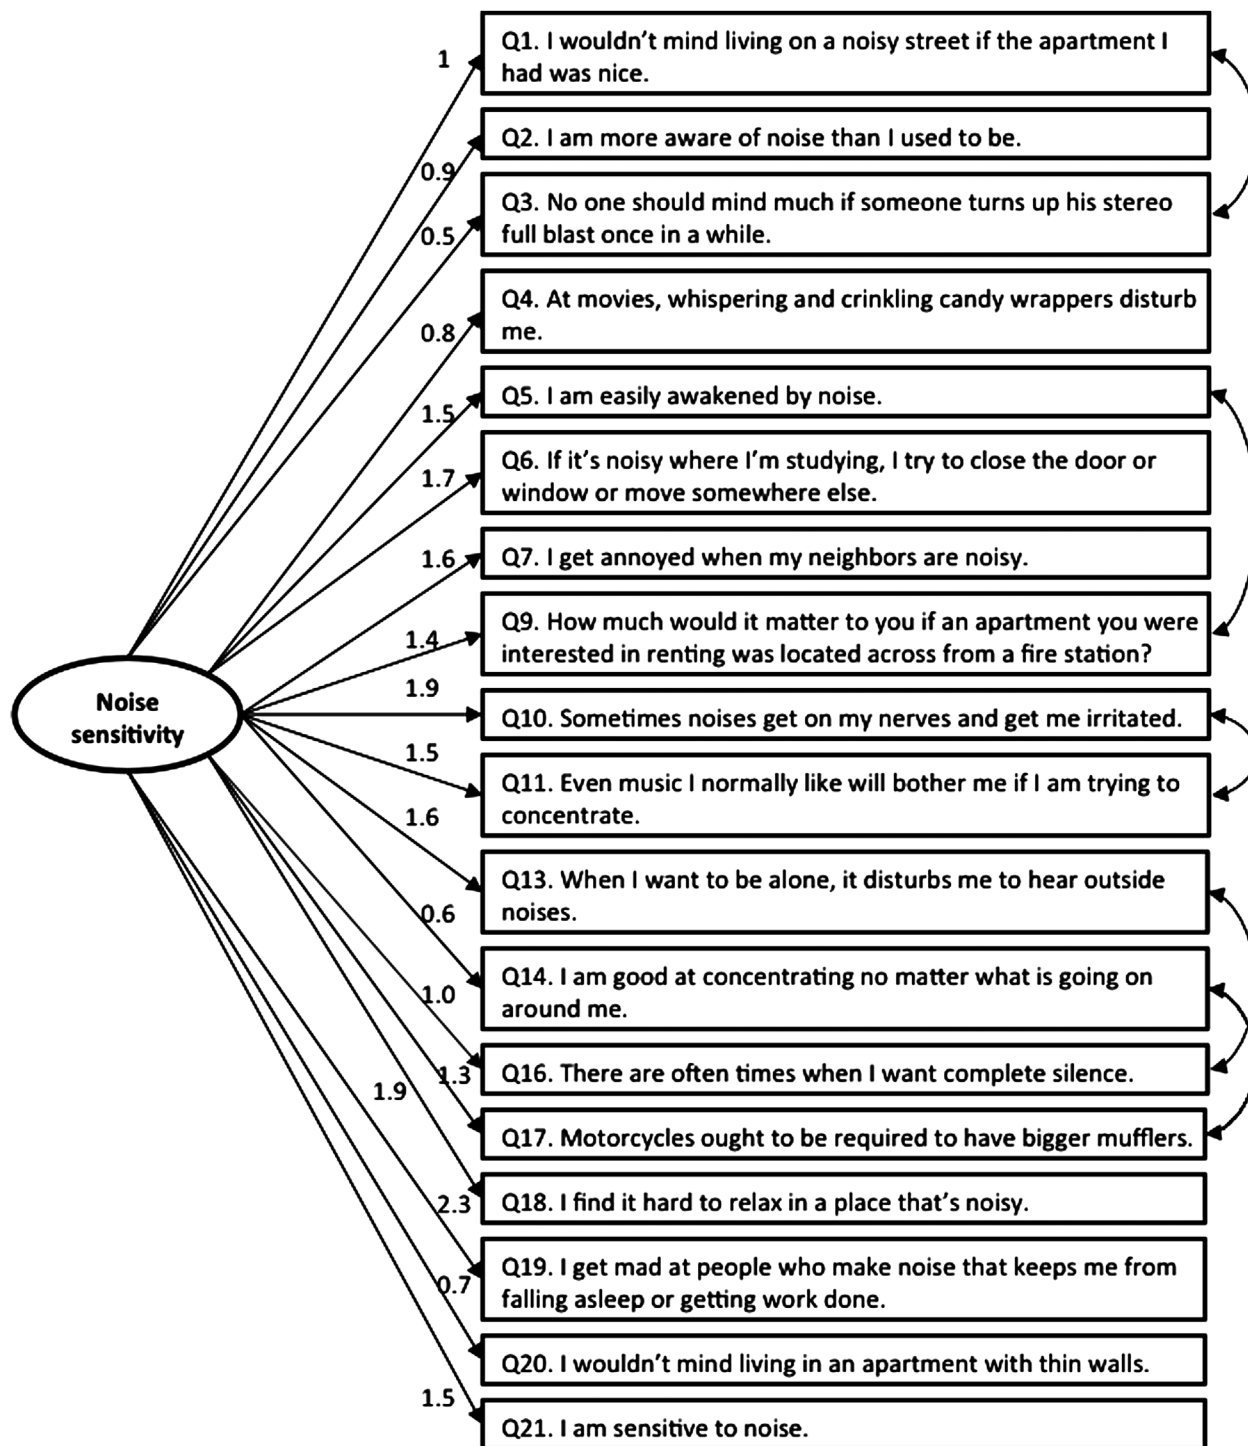 1
Q1. I wouldn't mind living on a noisy street if the apartment I
had was nice.
Q2. I am more aware of noise than I used to be.
0.9
Q3. No one should mind much if someone turns up his stereo
full blast once in a while.
0.5
Q4. At movies, whispering and crinkling candy wrappers disturb
me.
0.8
Q5. I am easily awakened by noise.
1.5
Q6. If it's noisy where I'm studying, I try to close the door or
window or move somewhere else.
1.7
Q7. I get annoyed when my neighbors are noisy.
1.6
Q9. How much would it matter to you if an apartment you were
interested in renting was located across from a fire station?
1.4
Noise
sensitivity
1.9
Q10. Sometimes noises get on my nerves and get me irritated.
1.5
Q11. Even music I normally like will bother me if I am trying to
concentrate.
1.6
Q13. When I want to be alone, it disturbs me to hear outside
noises.
0.6
Q14. I am good at concentrating no matter what is going on
around me.
1.0
Q16. There are often times when I want complete silence.
1.3
1.9
Q17. Motorcycles ought to be required to have bigger mufflers.
Q18. I find it hard to relax in a place that's noisy.
2.3
Q19. I get mad at people who make noise that keeps me from
falling asleep or getting work done.
0.7
Q20. I wouldn't mind living in an apartment with thin walls.
1.5
Q21. I am sensitive to noise.